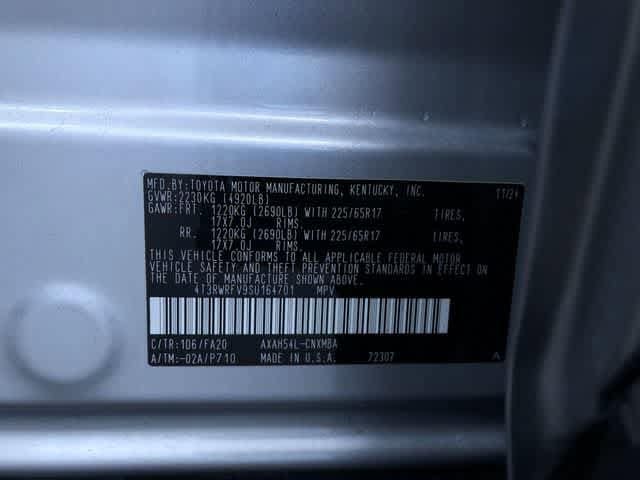 MFD.BY:TOYOTA MOTOR MANUFACTURING, KENTUCKY, INC. 11/24
GVWR:2230KG (4920LB)
GAWR:FRT. 1220KG (2690LB) WITH 225/65R17 TIRES,
17X7.0J RIMS.
RR. 1220KG (2690LB) WITH 225/65R17 TIRES,
17X7.0J RIMS.
THIS VEHICLE CONFORMS TO ALL APPLICABLE FEDERAL MOTOR
VEHICLE SAFETY AND THEFT PREVENTION STANDARDS IN EFFECT ON
THE DATE OF MANUFACTURE SHOWN ABOVE.
4T3RWRFV9SU164701 MPV
C/TR:1D6/FA20 AXAH54L-CNXMBA
A/TM:-02A/P710 MADE IN U.S.A. 72307 A